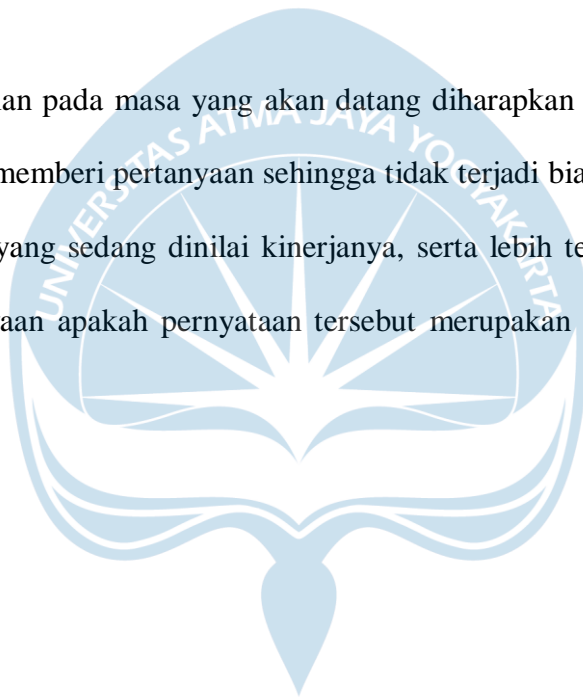 an pada masa yang akan datang diharapkan
memberi pertanyaan sehingga tidak terjadi bia
yang sedang dinilai kinerjanya, serta lebih te
aan apakah pernyataan tersebut merupakan
UNIVERSITAS ATMA JAYA YOGYAKARTA